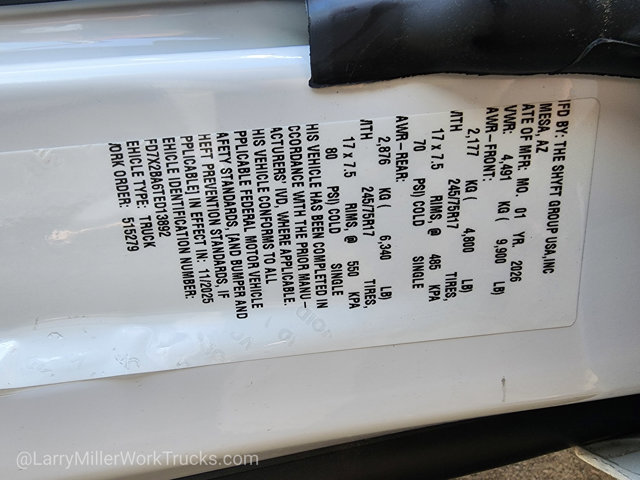 IFD BY: THE SHYFT GROUP USA,INC
MESA, AZ
ATE OF MFR: MO. 01 YR. 2026
VWR: 4,491 KG ( 9,900 LB)
AWR-FRONT:
2,177 KG ( 4,800 LB)
/ITH 245/75R17 TIRES,
17 x 7.5 RIMS, @ 485 KPA
70 PSI) COLD SINGLE
AWR-REAR:
2,876 KG ( 6,340 LB)
/ITH 245/75R17 TIRES,
17 x 7.5 RIMS, @ 550 KPA
80 PSI) COLD SINGLE
HIS VEHICLE HAS BEEN COMPLETED IN
CCORDANCE WITH THE PRIOR MANU-
ACTURERS' IVD, WHERE APPLICABLE.
HIS VEHICLE CONFORMS TO ALL
PPLICABLE FEDERAL MOTOR VEHICLE
AFETY STANDARDS, [AND BUMPER AND
HEFT PREVENTION STANDARDS, IF
PPLICABLE] IN EFFECT IN: 11/2025
EHICLE IDENTIFICATION NUMBER:
FD7X2BA6TED13892
EHICLE TYPE: TRUCK
/ORK ORDER: 515279
@LarryMillerWorkTrucks.com